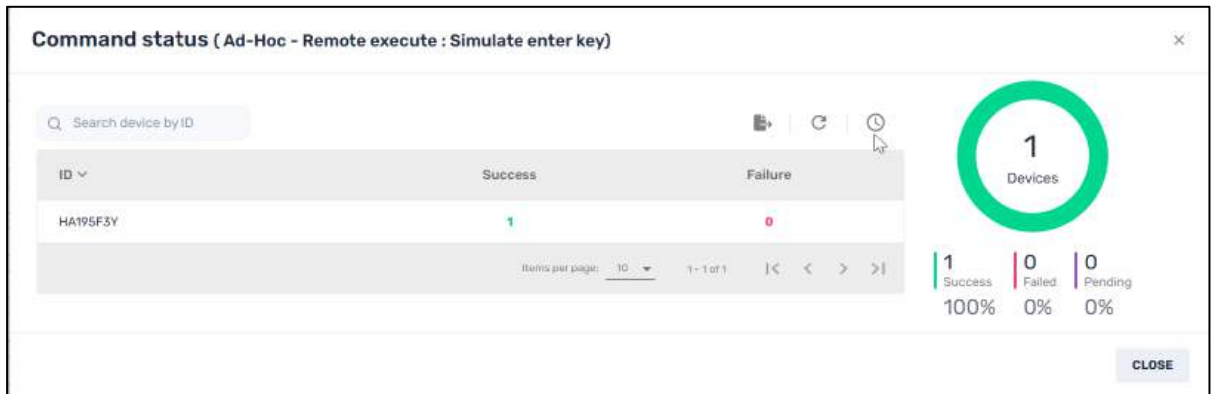 Command status ( Ad-Hoc - Remote execute : Simulate enter key)
Search device by ID
ID Success Failure
HA195F3Y 1 0
Items per page: 10 1 - 1 of 1
1
Devices
1 0 0
Success Failed Pending
100% 0% 0%
CLOSE